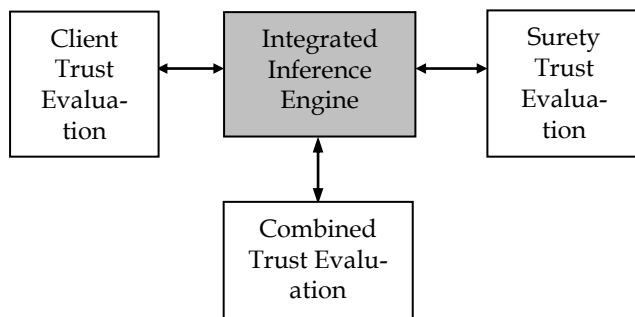 Client
Trust
Evalua-
tion
Integrated
Inference
Engine
Surety
Trust
Evalua-
tion
Combined
Trust Evalu-
ation